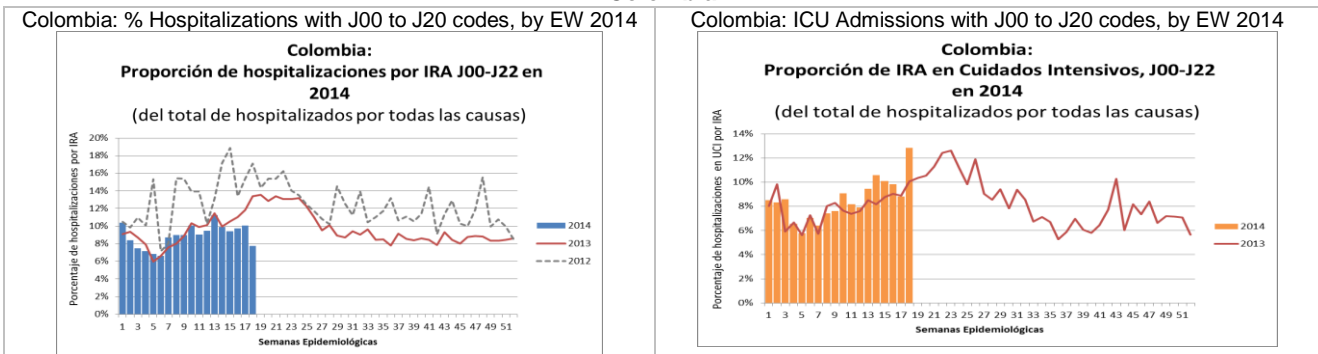 Colombia: % Hospitalizations with J00 to J20 codes, by EW 2014
Colombia:
Proporción de hospitalizaciones por IRA J00-J22 en
2014
(del total de hospitalizados por todas las causas)
Porcentaje de hospitalizaciones por IRA
20%
18%
16%
14%
12%
10%
8%
6%
4%
2%
0%
1 3 5 7 9 11 13 15 17 19 21 23 25 27 29 31 33 35 37 39 41 43 45 47 49 51
Semanas Epidemiológicas
2014
2013
2012
Colombia: ICU Admissions with J00 to J20 codes, by EW 2014
Colombia:
Proporción de IRA en Cuidados Intensivos, J00-J22
en 2014
(del total de hospitalizados por todas las causas)
Porcentaje de hospitalizaciones en UCI por IRA
14%
12%
10%
8%
6%
4%
2%
0%
1 3 5 7 9 11 13 15 17 19 21 23 25 27 29 31 33 35 37 39 41 43 45 47 49 51
Semanas Epidemiológicas
2014
2013